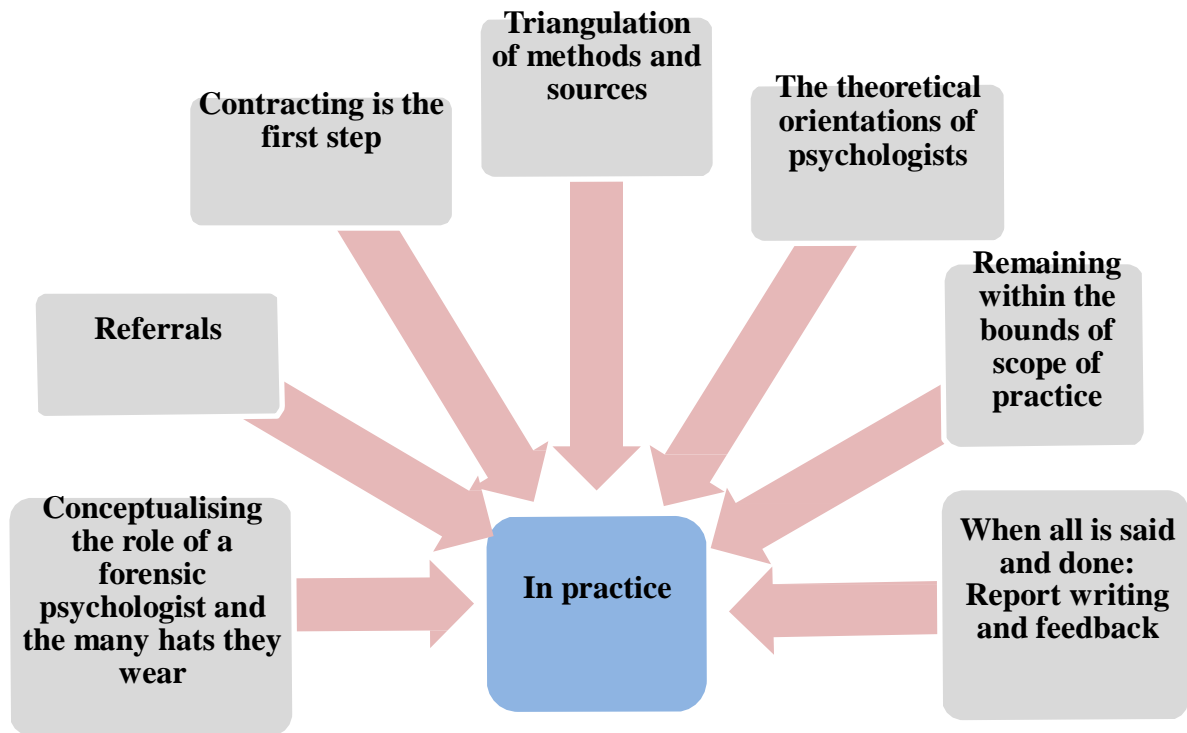 Triangulation
of methods and
sources
Contracting is the
first step
The theoretical
orientations of
psychologists
Referrals
Remaining
within the
bounds of
scope of
practice
Conceptualising
the role of a
forensic
psychologist and
the many hats they
wear
In practice
When all is said
and done:
Report writing
and feedback